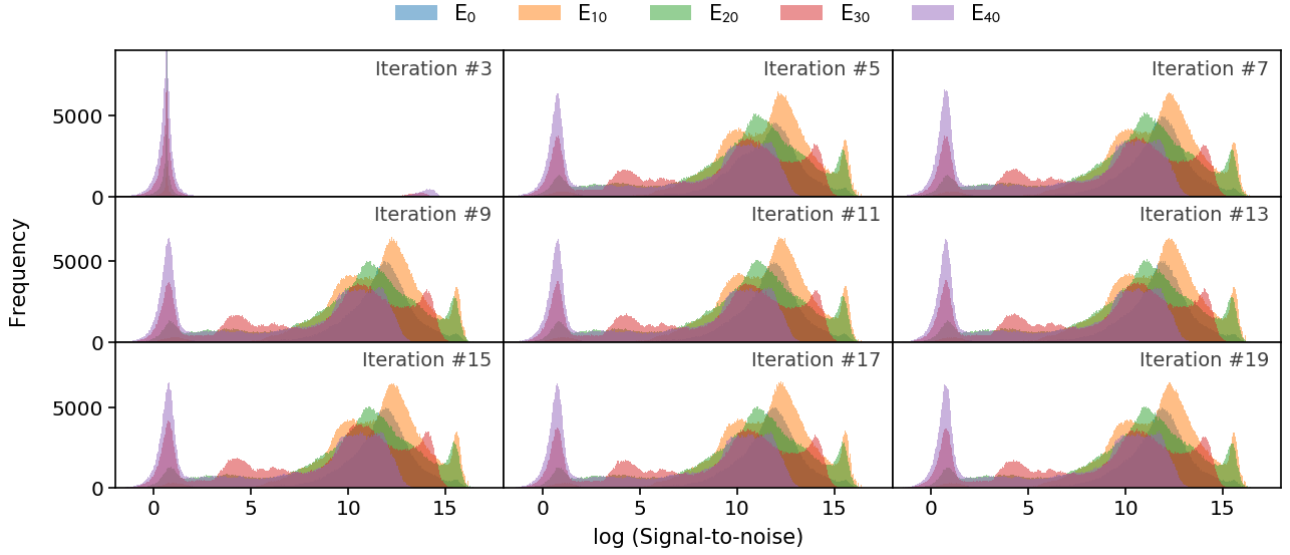 E₀ E₁₀ E₂₀ E₃₀ E₄₀
Iteration #3 Iteration #5 Iteration #7
5000
0
Iteration #9 Iteration #11 Iteration #13
Frequency
5000
0
Iteration #15 Iteration #17 Iteration #19
5000
0
0 5 10 15 0 5 10 15 0 5 10 15
log (Signal-to-noise)